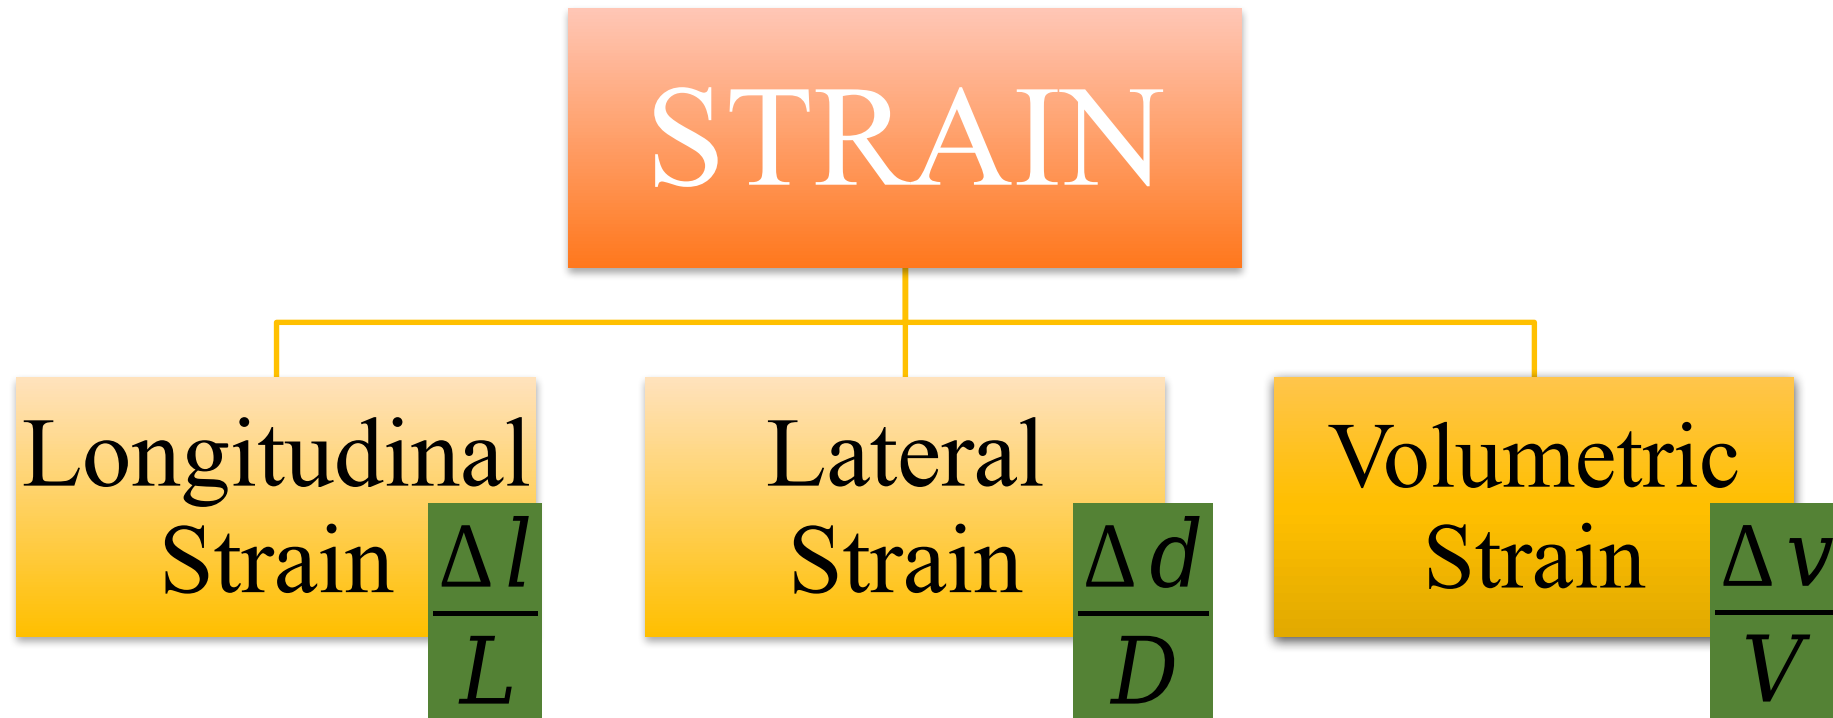 STRAIN
Longitudinal
Strain
Δl
L
Lateral
Strain
Δd
D
Volumetric
Strain
Δv
V